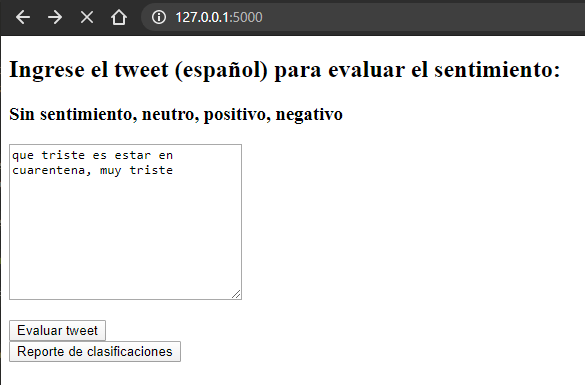 127.0.0.1:5000
Ingrese el tweet (español) para evaluar el sentimiento:
Sin sentimiento, neutro, positivo, negativo
que triste es estar en
cuarentena, muy triste
Evaluar tweet
Reporte de clasificaciones